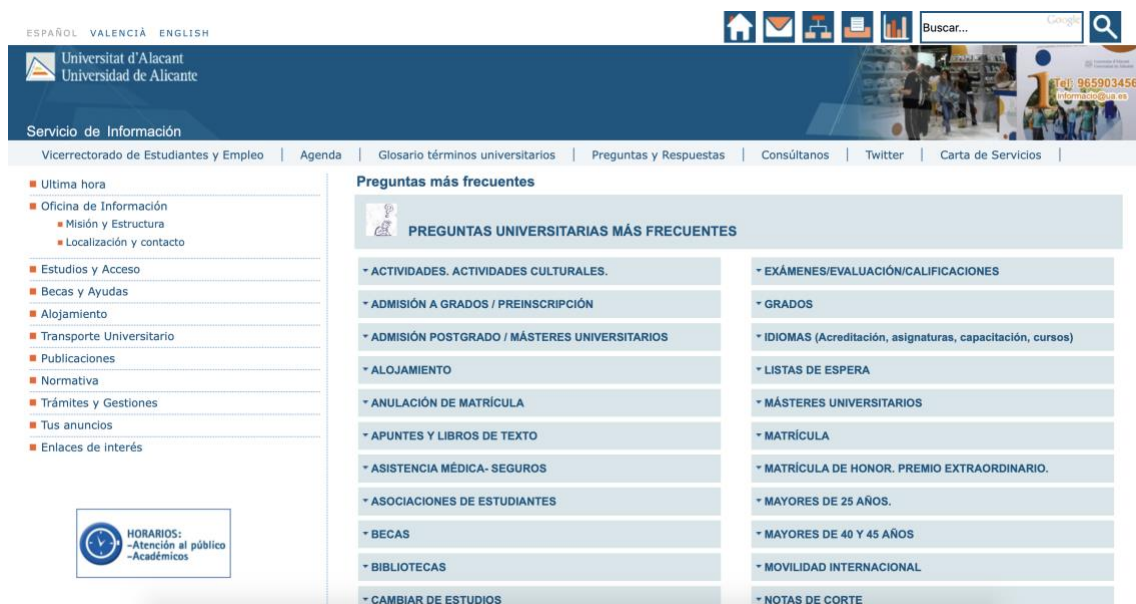 ESPAÑOL VALENCIÀ ENGLISH
Buscar...
Google
Universitat d'Alacant
Universidad de Alicante
Tel) 965903456
informacio@ua.es
Servicio de Información
Vicerrectorado de Estudiantes y Empleo | Agenda | Glosario términos universitarios | Preguntas y Respuestas | Consúltanos | Twitter | Carta de Servicios |
Ultima hora
Oficina de Información
Misión y Estructura
Localización y contacto
Estudios y Acceso
Becas y Ayudas
Alojamiento
Transporte Universitario
Publicaciones
Normativa
Trámites y Gestiones
Tus anuncios
Enlaces de interés
HORARIOS:
-Atención al público
-Académicos
Preguntas más frecuentes
PREGUNTAS UNIVERSITARIAS MÁS FRECUENTES
ACTIVIDADES. ACTIVIDADES CULTURALES.
ADMISIÓN A GRADOS / PREINSCRIPCIÓN
ADMISIÓN POSTGRADO / MÁSTERES UNIVERSITARIOS
ALOJAMIENTO
ANULACIÓN DE MATRÍCULA
APUNTES Y LIBROS DE TEXTO
ASISTENCIA MÉDICA- SEGUROS
ASOCIACIONES DE ESTUDIANTES
BECAS
BIBLIOTECAS
CAMBIAR DE ESTUDIOS
EXÁMENES/EVALUACIÓN/CALIFICACIONES
GRADOS
IDIOMAS (Acreditación, asignaturas, capacitación, cursos)
LISTAS DE ESPERA
MÁSTERES UNIVERSITARIOS
MATRÍCULA
MATRÍCULA DE HONOR. PREMIO EXTRAORDINARIO.
MAYORES DE 25 AÑOS.
MAYORES DE 40 Y 45 AÑOS
MOVILIDAD INTERNACIONAL
NOTAS DE CORTE